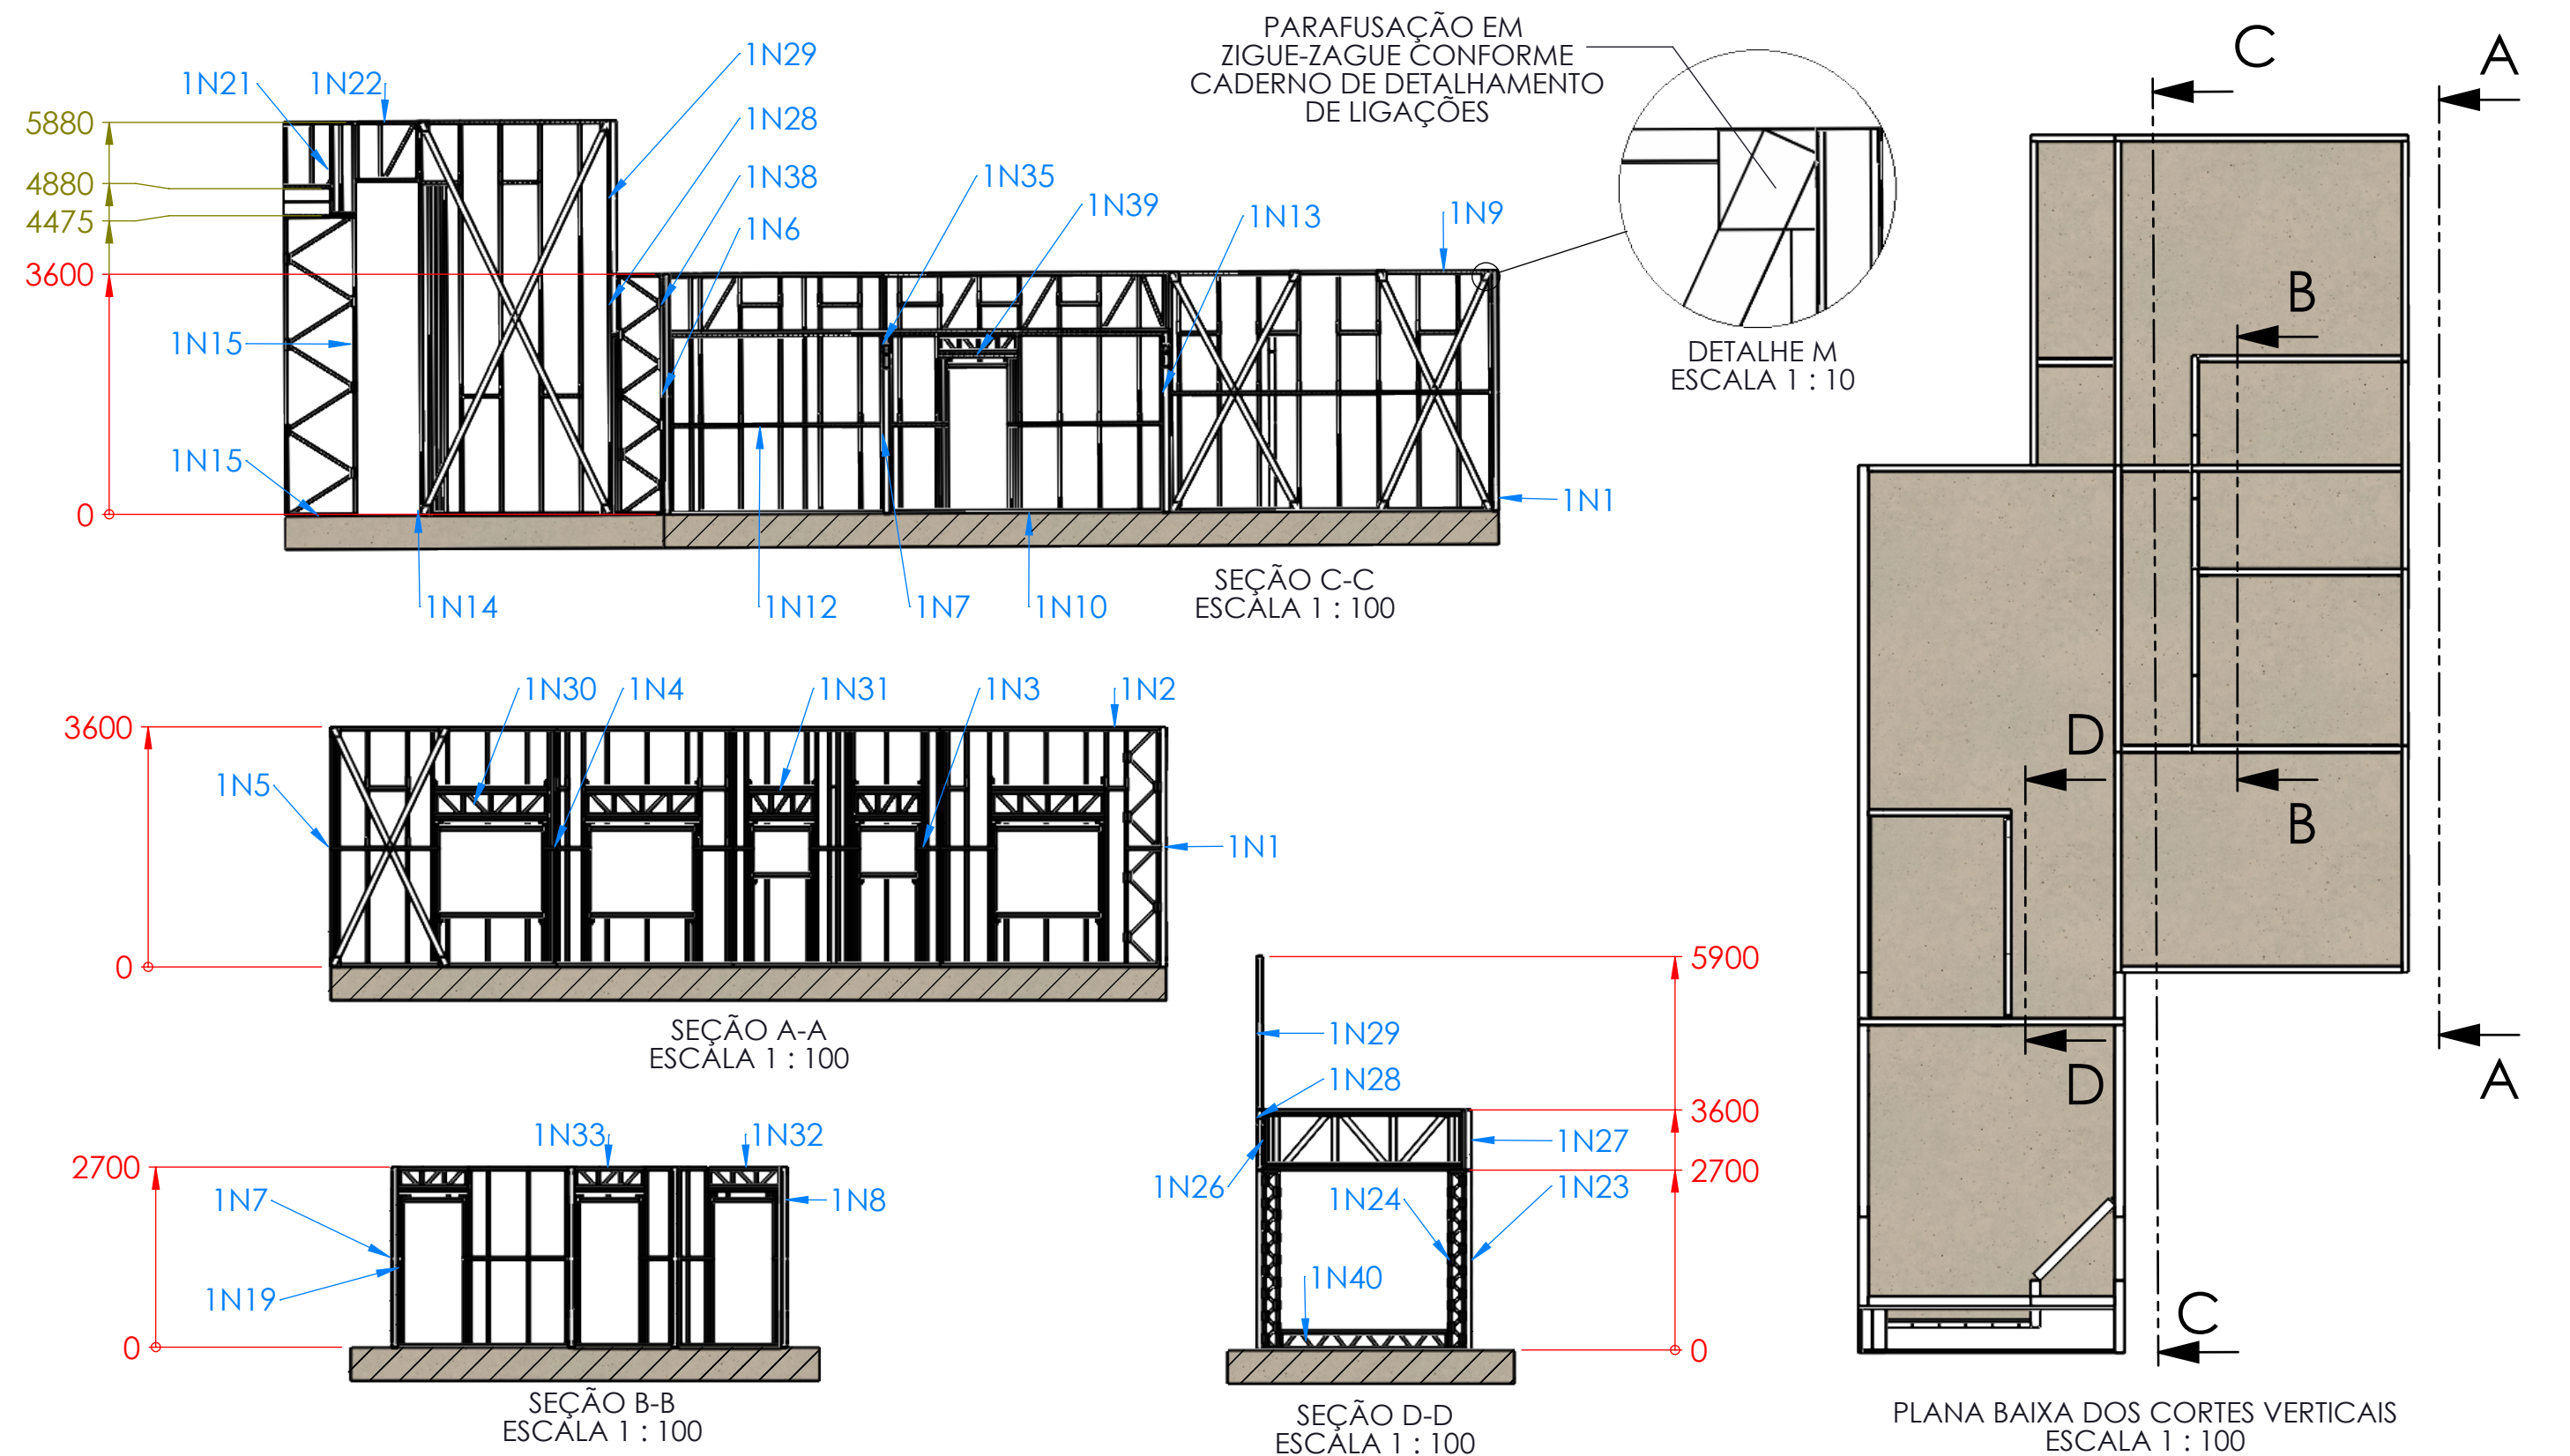 PARAFUSAÇÃO EM
ZIGUE-ZAGUE CONFORME
CADERNO DE DETALHAMENTO
DE LIGAÇÕES
1N29
1N21
1N22
1N28
1N38
1N6
1N35
1N39
1N13
1N9
5880
4880
4475
3600
0
1N15
1N15
1N14
1N12
1N7
1N10
1N1
DETALHE M
ESCALA 1 : 10
SEÇÃO C-C
ESCALA 1 : 100
1N30
1N4
1N31
1N3
1N2
3600
1N5
1N1
0
SEÇÃO A-A
ESCALA 1 : 100
1N33
1N32
2700
1N7
1N8
1N19
0
SEÇÃO B-B
ESCALA 1 : 100
5900
1N29
1N28
3600
1N27
2700
1N26
1N24
1N23
1N40
0
SEÇÃO D-D
ESCALA 1 : 100
C
A
B
D
B
D
A
C
PLANA BAIXA DOS CORTES VERTICAIS
ESCALA 1 : 100